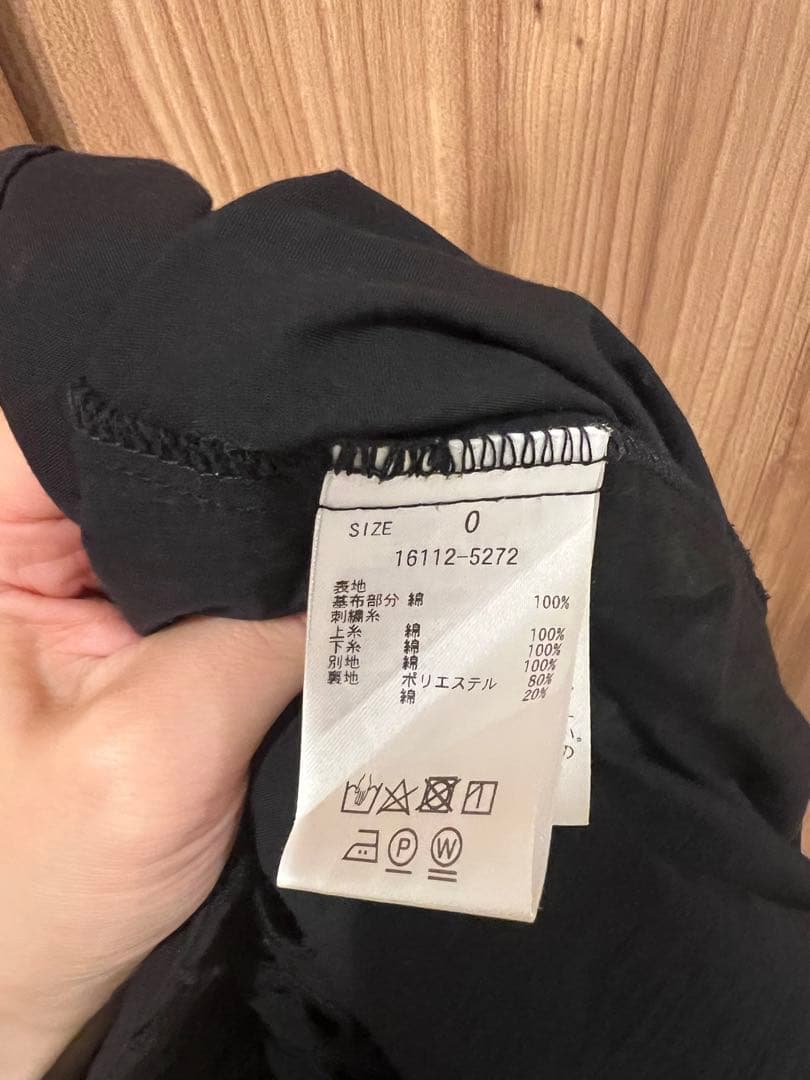 SIZE 0
16112-5272
表地
基布部分 綿 100%
刺繍糸
上糸 綿 100%
下糸 綿 100%
別地 綿 100%
裏地 ポリエステル 80%
綿 20%
い。
の
P W